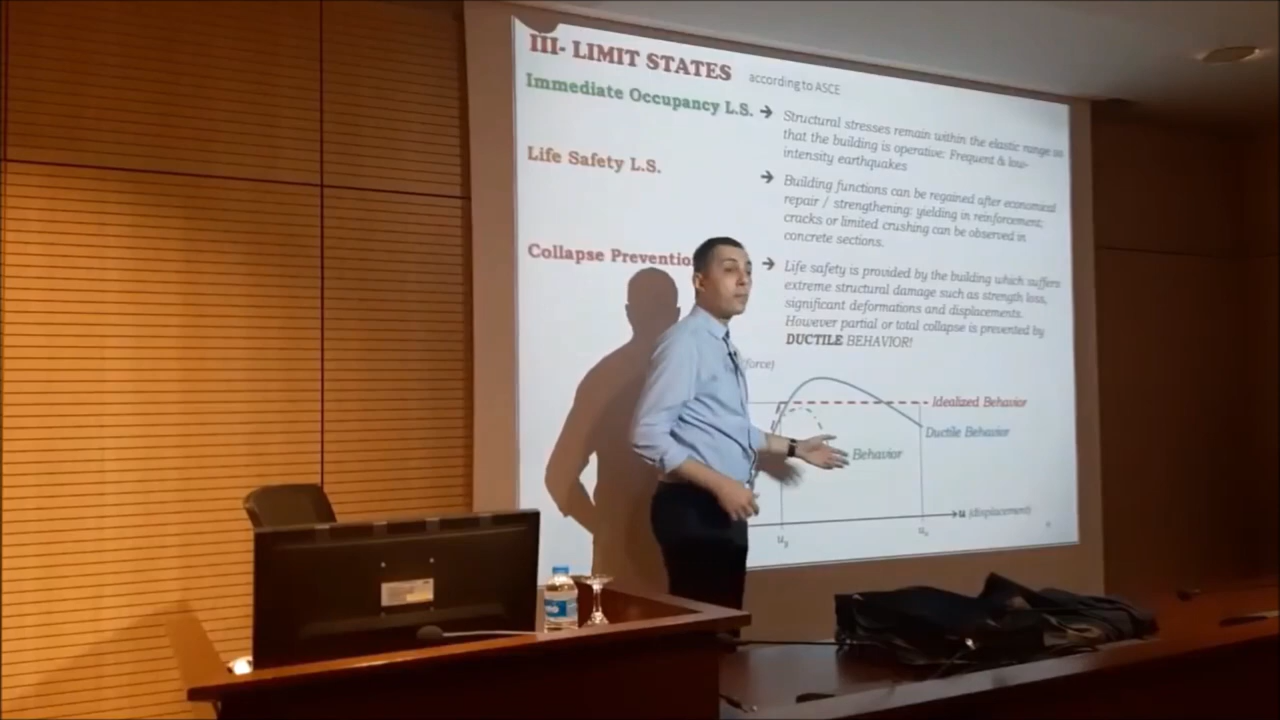 III- LIMIT STATES according to ASCE
Immediate Occupancy L.S. → Structural stresses remain within the elastic range so
that the building is operative: Frequent & low-
intensity earthquakes
Life Safety L.S. → Building functions can be regained after economical
repair / strengthening: yielding in reinforcement;
cracks or limited crushing can be observed in
concrete sections.
Collapse Preventio → Life safety is provided by the building which suffers
extreme structural damage such as strength loss,
significant deformations and displacements.
However partial or total collapse is prevented by
DUCTILE BEHAVIOR!
force)
Idealized Behavior
Ductile Behavior
Behavior
u (displacement)
uy